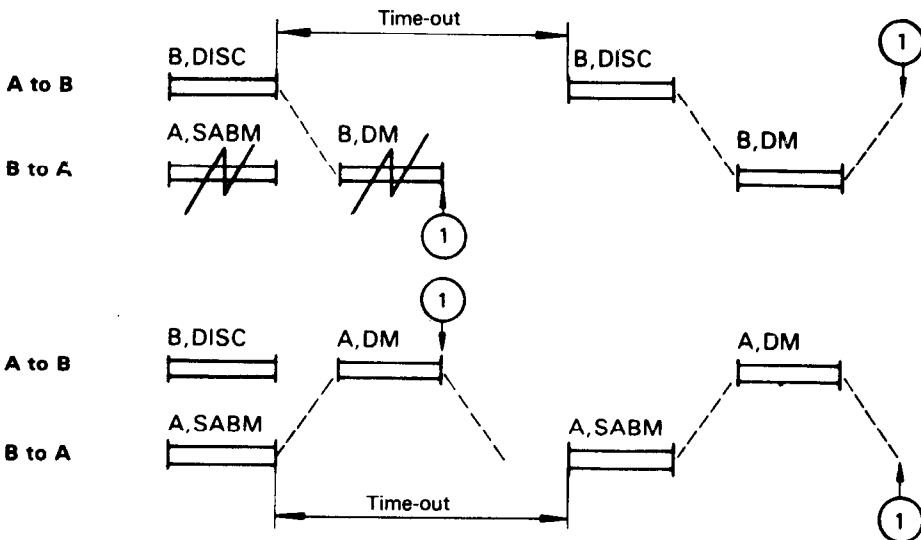 Time-out
1
B,DISC B,DISC
A to B
A,SABM B,DM B,DM
B to A
1
1
B,DISC A,DM A,DM
A to B
A,SABM A,SABM
B to A
Time-out
1